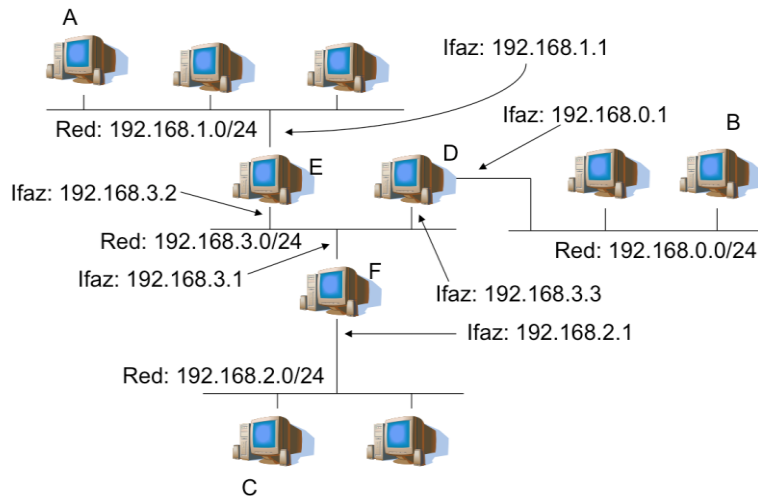 A
Ifaz: 192.168.1.1
Red: 192.168.1.0/24
Ifaz: 192.168.0.1
B
E
D
Ifaz: 192.168.3.2
Red: 192.168.3.0/24
Red: 192.168.0.0/24
Ifaz: 192.168.3.1
F
Ifaz: 192.168.3.3
Ifaz: 192.168.2.1
Red: 192.168.2.0/24
C